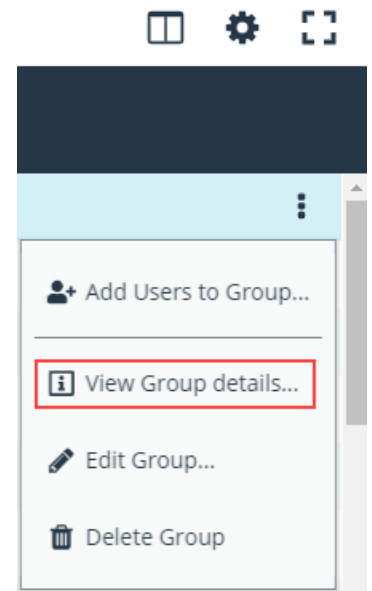 Add Users to Group...
View Group details...
Edit Group...
Delete Group